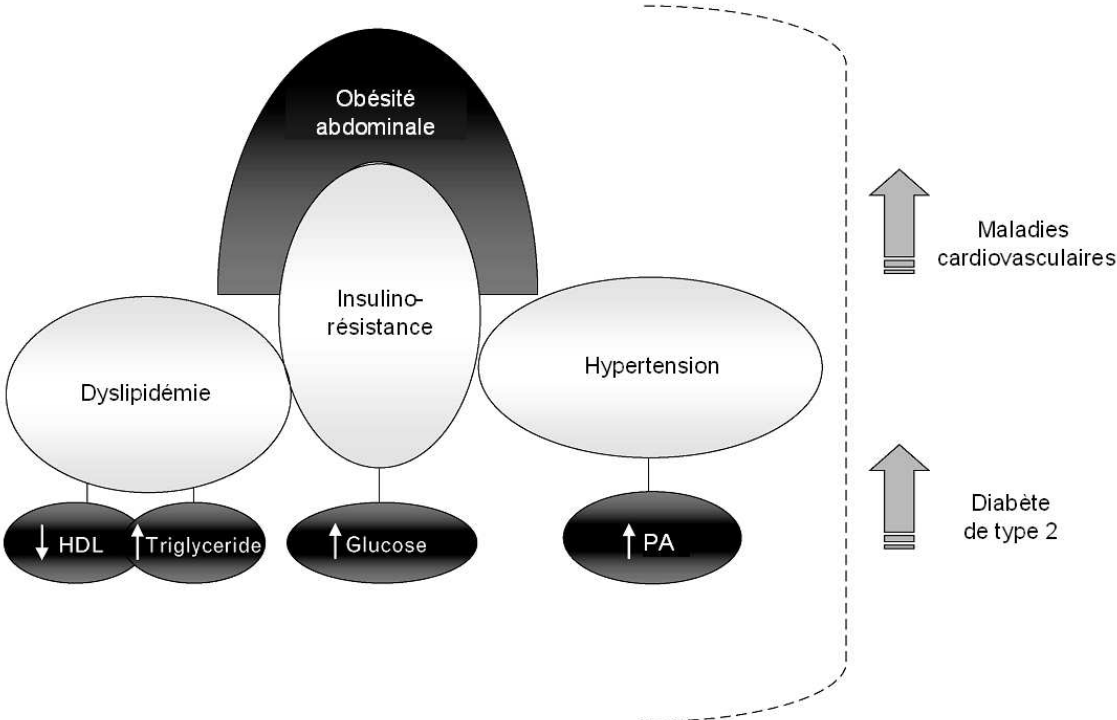 Obésité
abdominale
Insulino-
résistance
Dyslipidémie
Hypertension
↓ HDL
↑ Triglyceride
↑ Glucose
↑ PA
Maladies
cardiovasculaires
Diabète
de type 2